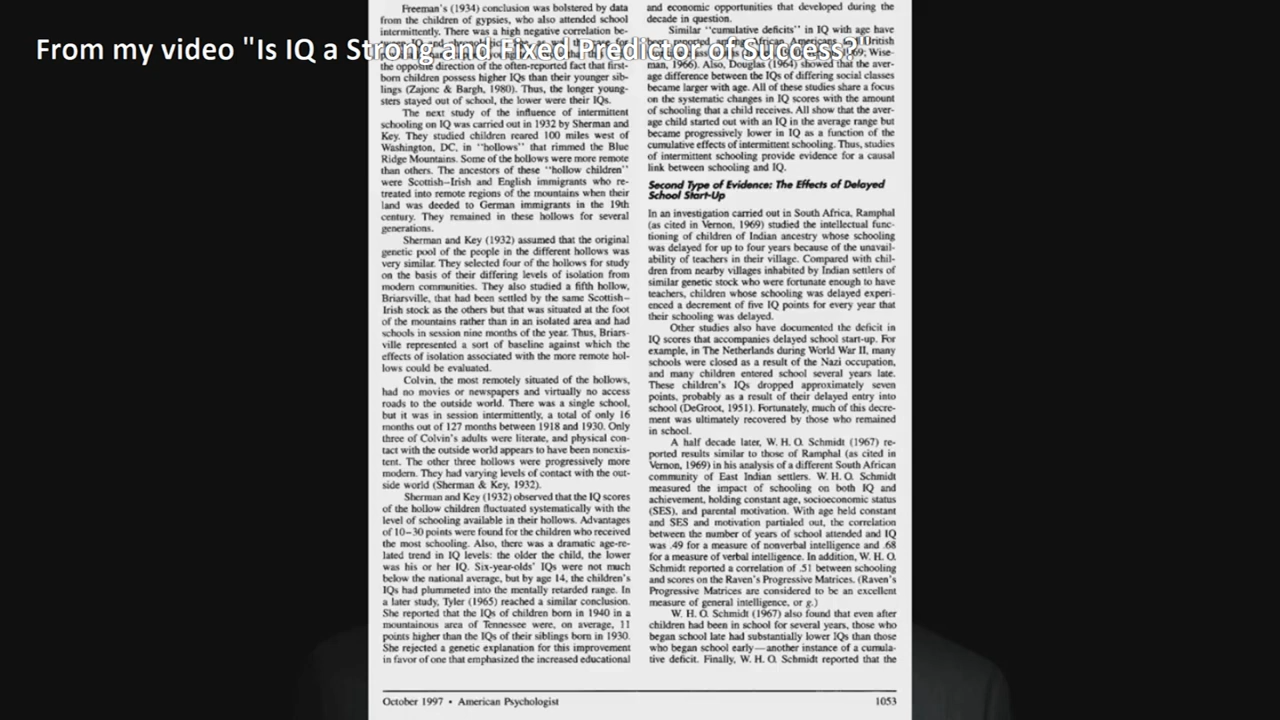 From my video "Is IQ a Strong and Fixed Predictor of Success?"
Freeman's (1934) conclusion was bolstered by data
from the children of gypsies, who also attended school
intermittently. There was a high negative correlation be-
the opposite direction of the often-reported fact that first-
born children possess higher IQs than their younger sib-
lings (Zajonc & Bargh, 1980). Thus, the longer young-
sters stayed out of school, the lower were their IQs.
The next study of the influence of intermittent
schooling on IQ was carried out in 1932 by Sherman and
Key. They studied children reared 100 miles west of
Washington, DC, in "hollows" that rimmed the Blue
Ridge Mountains. Some of the hollows were more remote
than others. The ancestors of these "hollow children"
were Scottish–Irish and English immigrants who re-
treated into remote regions of the mountains when their
land was deeded to German immigrants in the 19th
century. They remained in these hollows for several
generations.
Sherman and Key (1932) assumed that the original
genetic pool of the people in the different hollows was
very similar. They selected four of the hollows for study
on the basis of their differing levels of isolation from
modern communities. They also studied a fifth hollow,
Briarsville, that had been settled by the same Scottish–
Irish stock as the others but that was situated at the foot
of the mountains rather than in an isolated area and had
schools in session nine months of the year. Thus, Briars-
ville represented a sort of baseline against which the
effects of isolation associated with the more remote hol-
lows could be evaluated.
Colvin, the most remotely situated of the hollows,
had no movies or newspapers and virtually no access
roads to the outside world. There was a single school,
but it was in session intermittently, a total of only 16
months out of 127 months between 1918 and 1930. Only
three of Colvin's adults were literate, and physical con-
tact with the outside world appears to have been nonexis-
tent. The other three hollows were progressively more
modern. They had varying levels of contact with the out-
side world (Sherman & Key, 1932).
Sherman and Key (1932) observed that the IQ scores
of the hollow children fluctuated systematically with the
level of schooling available in their hollows. Advantages
of 10–30 points were found for the children who received
the most schooling. Also, there was a dramatic age-re-
lated trend in IQ levels: the older the child, the lower
was his or her IQ. Six-year-olds' IQs were not much
below the national average, but by age 14, the children's
IQs had plummeted into the mentally retarded range. In
a later study, Tyler (1965) reached a similar conclusion.
She reported that the IQs of children born in 1940 in a
mountainous area of Tennessee were, on average, 11
points higher than the IQs of their siblings born in 1930.
She rejected a genetic explanation for this improvement
in favor of one that emphasized the increased educational
and economic opportunities that developed during the
decade in question.
Similar "cumulative deficits" in IQ with age have
man, 1966). Also, Douglas (1964) showed that the aver-
age difference between the IQs of differing social classes
became larger with age. All of these studies share a focus
on the systematic changes in IQ scores with the amount
of schooling that a child receives. All show that the aver-
age child started out with an IQ in the average range but
became progressively lower in IQ as a function of the
cumulative effects of intermittent schooling. Thus, studies
of intermittent schooling provide evidence for a causal
link between schooling and IQ.
Second Type of Evidence: The Effects of Delayed
School Start-Up
In an investigation carried out in South Africa, Ramphal
(as cited in Vernon, 1969) studied the intellectual func-
tioning of children of Indian ancestry whose schooling
was delayed for up to four years because of the unavail-
ability of teachers in their village. Compared with chil-
dren from nearby villages inhabited by Indian settlers of
similar genetic stock who were fortunate enough to have
teachers, children whose schooling was delayed experi-
enced a decrement of five IQ points for every year that
their schooling was delayed.
Other studies also have documented the deficit in
IQ scores that accompanies delayed school start-up. For
example, in The Netherlands during World War II, many
schools were closed as a result of the Nazi occupation,
and many children entered school several years late.
These children's IQs dropped approximately seven
points, probably as a result of their delayed entry into
school (DeGroot, 1951). Fortunately, much of this decre-
ment was ultimately recovered by those who remained
in school.
A half decade later, W. H. O. Schmidt (1967) re-
ported results similar to those of Ramphal (as cited in
Vernon, 1969) in his analysis of a different South African
community of East Indian settlers. W. H. O. Schmidt
measured the impact of schooling on both IQ and
achievement, holding constant age, socioeconomic status
(SES), and parental motivation. With age held constant
and SES and motivation partialed out, the correlation
between the number of years of school attended and IQ
was .49 for a measure of nonverbal intelligence and .68
for a measure of verbal intelligence. In addition, W. H. O.
Schmidt reported a correlation of .51 between schooling
and scores on the Raven's Progressive Matrices. (Raven's
Progressive Matrices are considered to be an excellent
measure of general intelligence, or g.)
W. H. O. Schmidt (1967) also found that even after
children had been in school for several years, those who
began school late had substantially lower IQs than those
who began school early—another instance of a cumula-
tive deficit. Finally, W. H. O. Schmidt reported that the
October 1997 • American Psychologist
1053